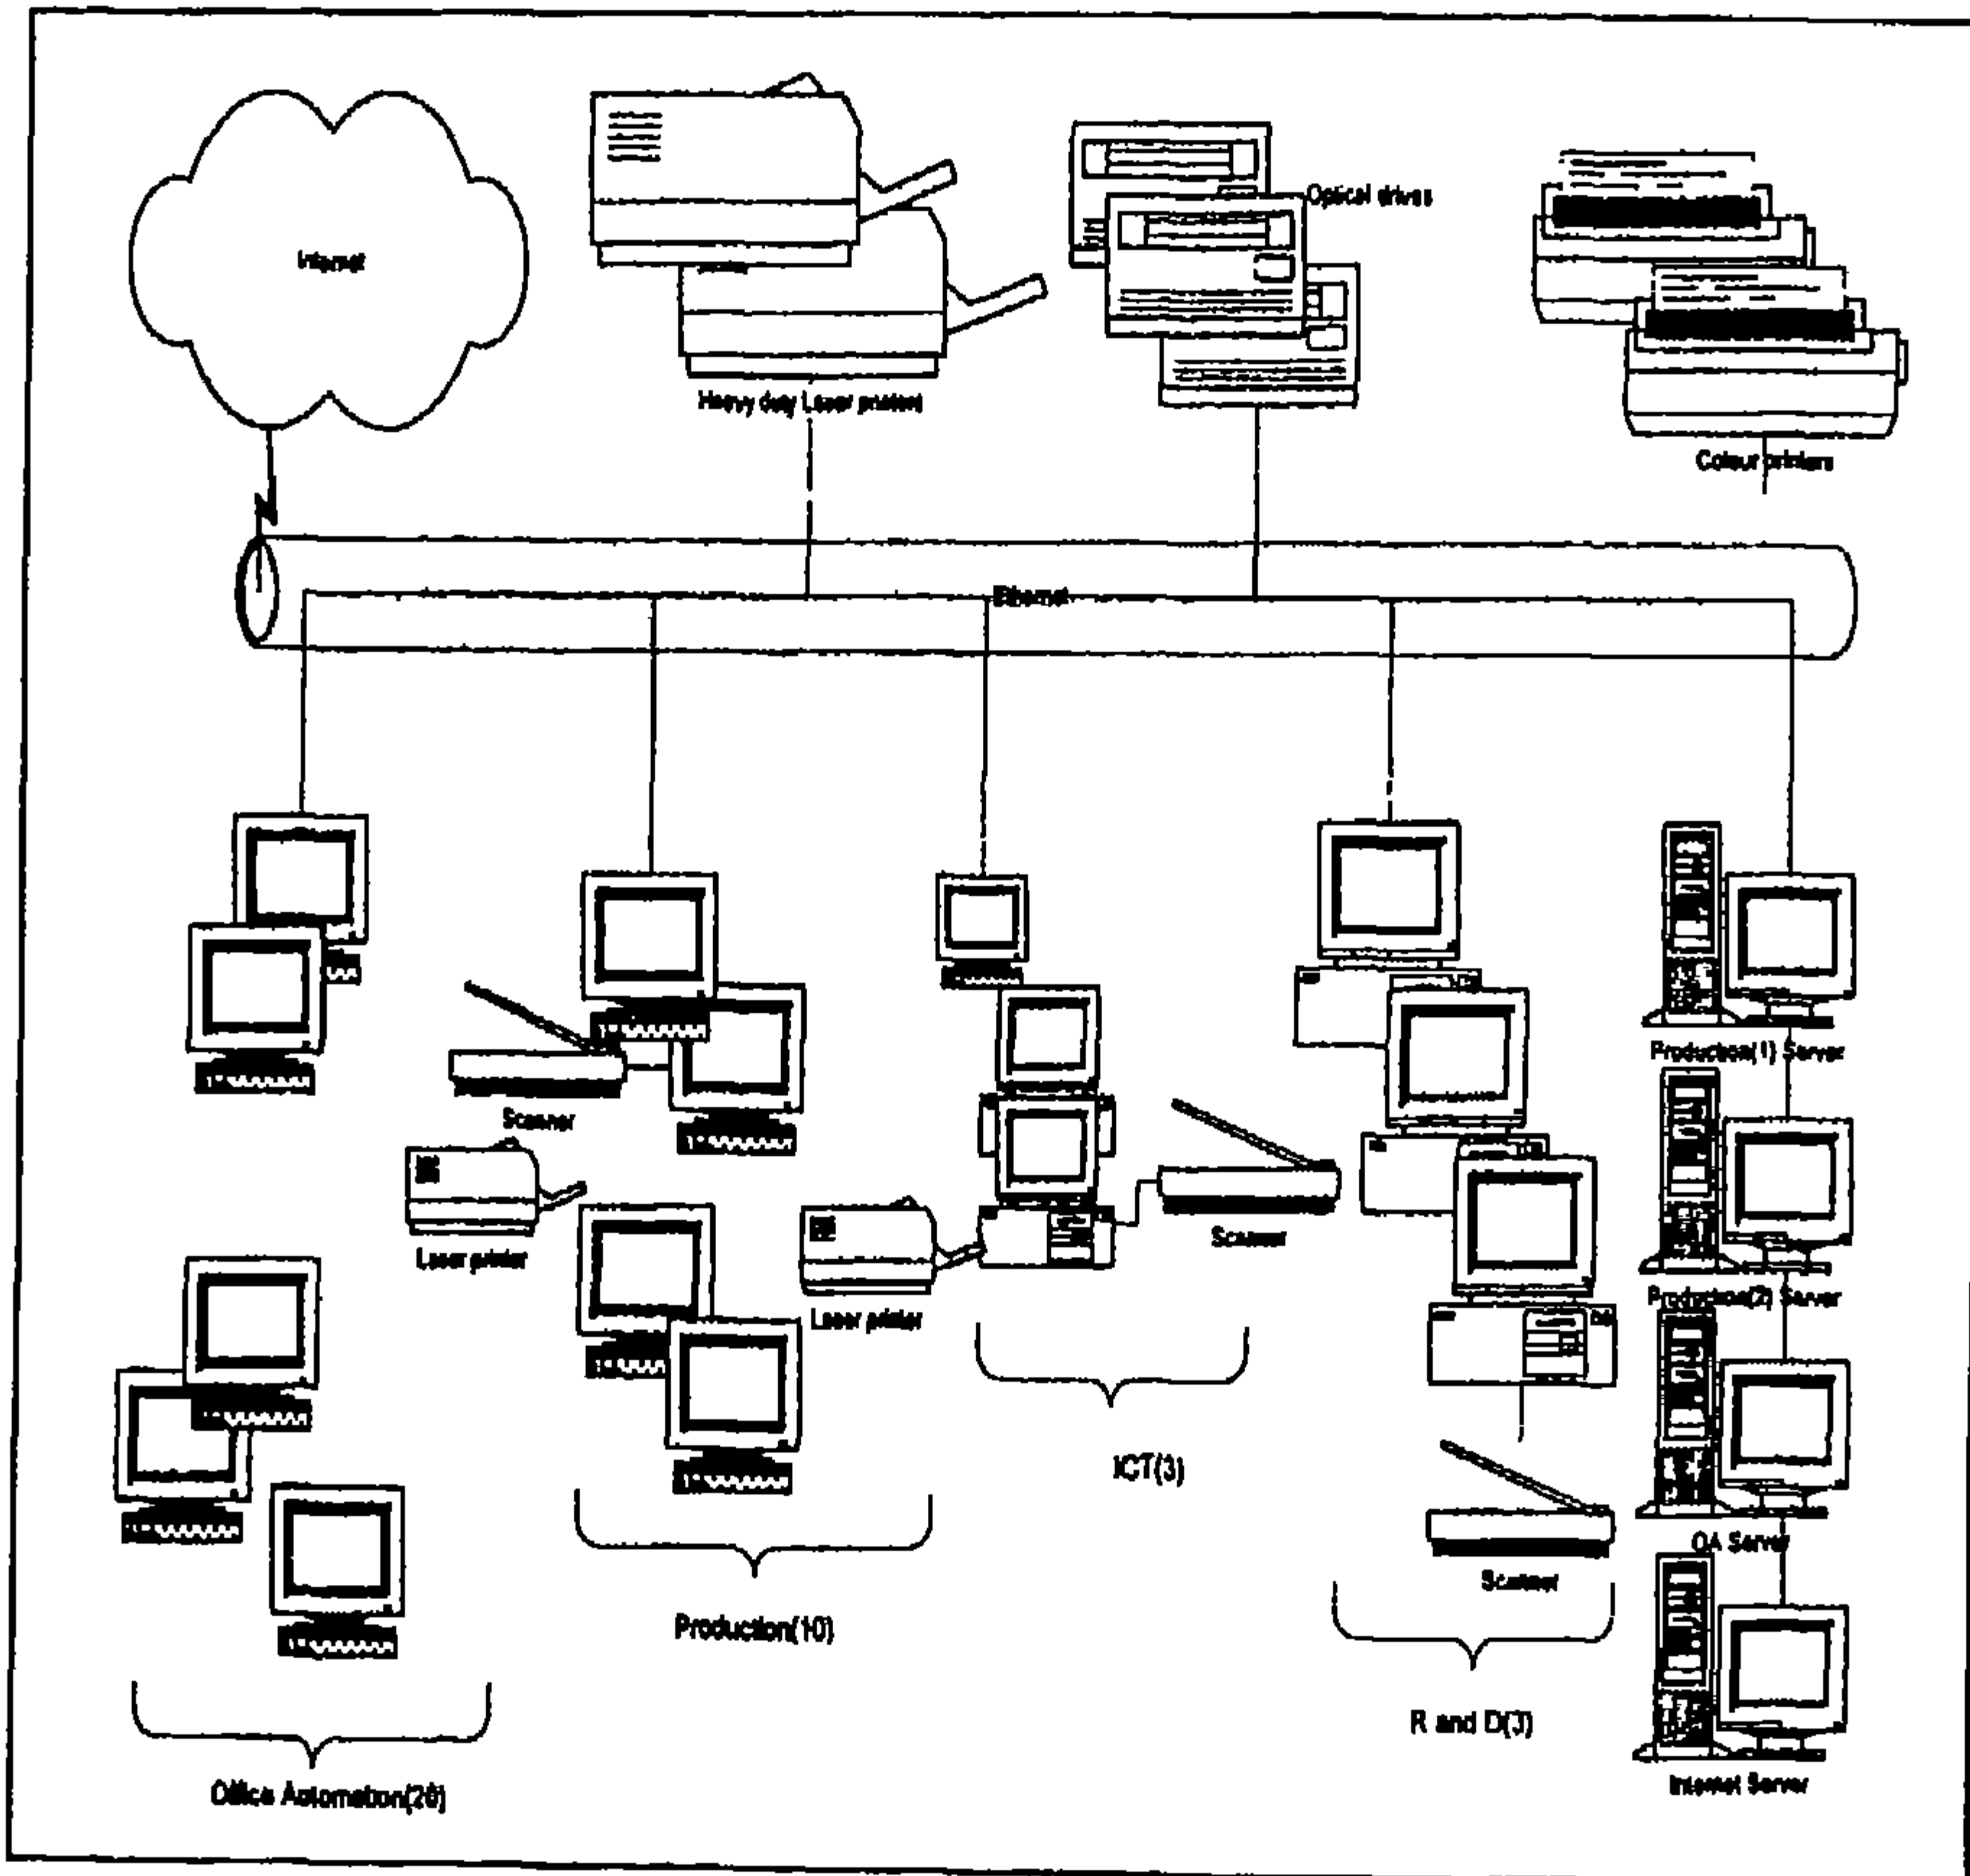 Internet
Heavy duty Laser printers
Optical drives
Colour printers
Ethernet
Scanner
Laser printer
Laser printer
Scanner
Scanner
Production(1) Server
Production(2) Server
OA Server
Internet Server
ICT(3)
Production(10)
R and D(3)
Office Automation(20)